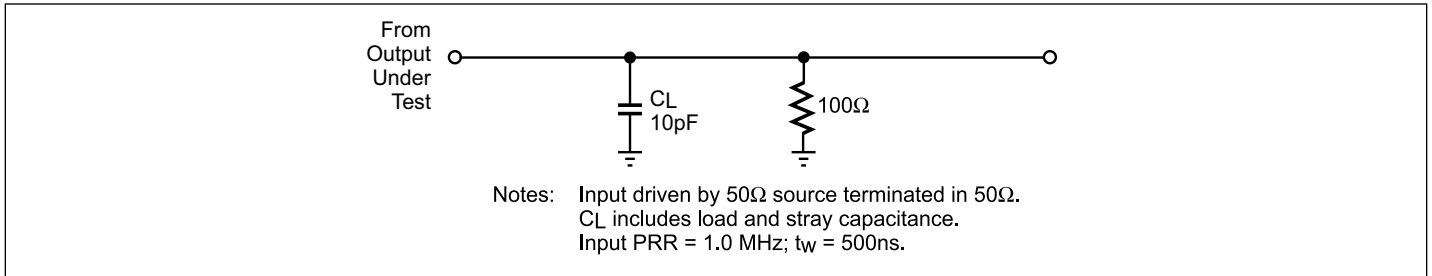 From
Output
Under
Test
CL
10pF
100Ω
Notes: Input driven by 50Ω source terminated in 50Ω.
CL includes load and stray capacitance.
Input PRR = 1.0 MHz; tw = 500ns.